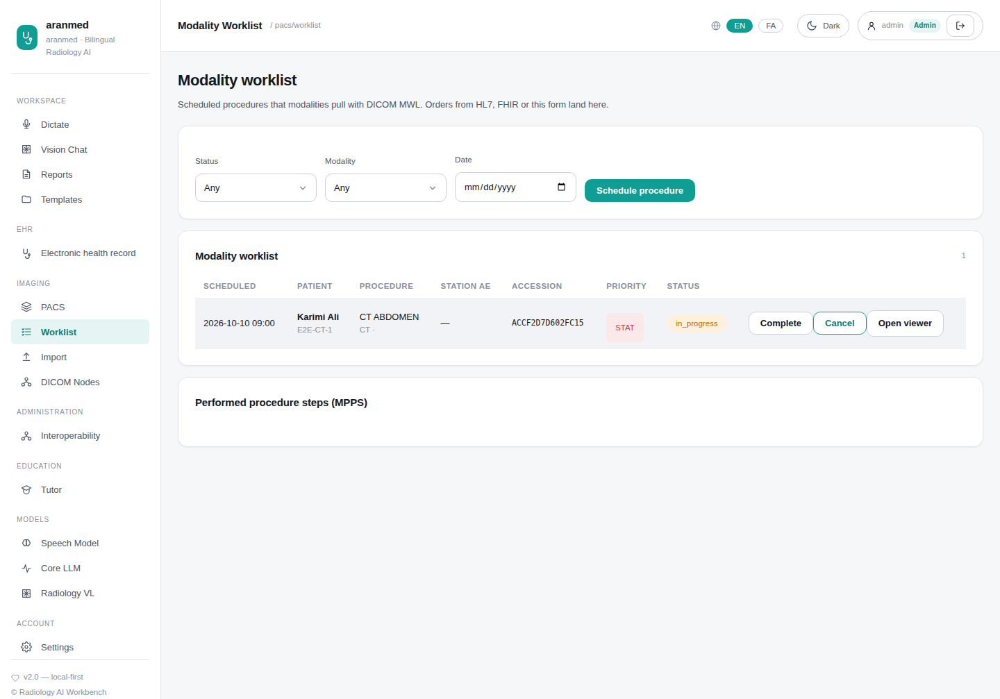 aranmed
aranmed · Bilingual
Radiology AI
WORKSPACE
Dictate
Vision Chat
Reports
Templates
EHR
Electronic health record
IMAGING
PACS
Worklist
Import
DICOM Nodes
ADMINISTRATION
Interoperability
EDUCATION
Tutor
MODELS
Speech Model
Core LLM
Radiology VL
ACCOUNT
Settings
v2.0 — local-first
© Radiology AI Workbench
Modality Worklist / pacs/worklist
EN FA Dark admin Admin
Modality worklist
Scheduled procedures that modalities pull with DICOM MWL. Orders from HL7, FHIR or this form land here.
Status Modality Date
Any Any mm/dd/yyyy Schedule procedure
Modality worklist 1
SCHEDULED PATIENT PROCEDURE STATION AE ACCESSION PRIORITY STATUS
2026-10-10 09:00 Karimi Ali CT ABDOMEN — ACCF2D7D602FC15 STAT in_progress Complete Cancel Open viewer
E2E-CT-1 CT ·
Performed procedure steps (MPPS)